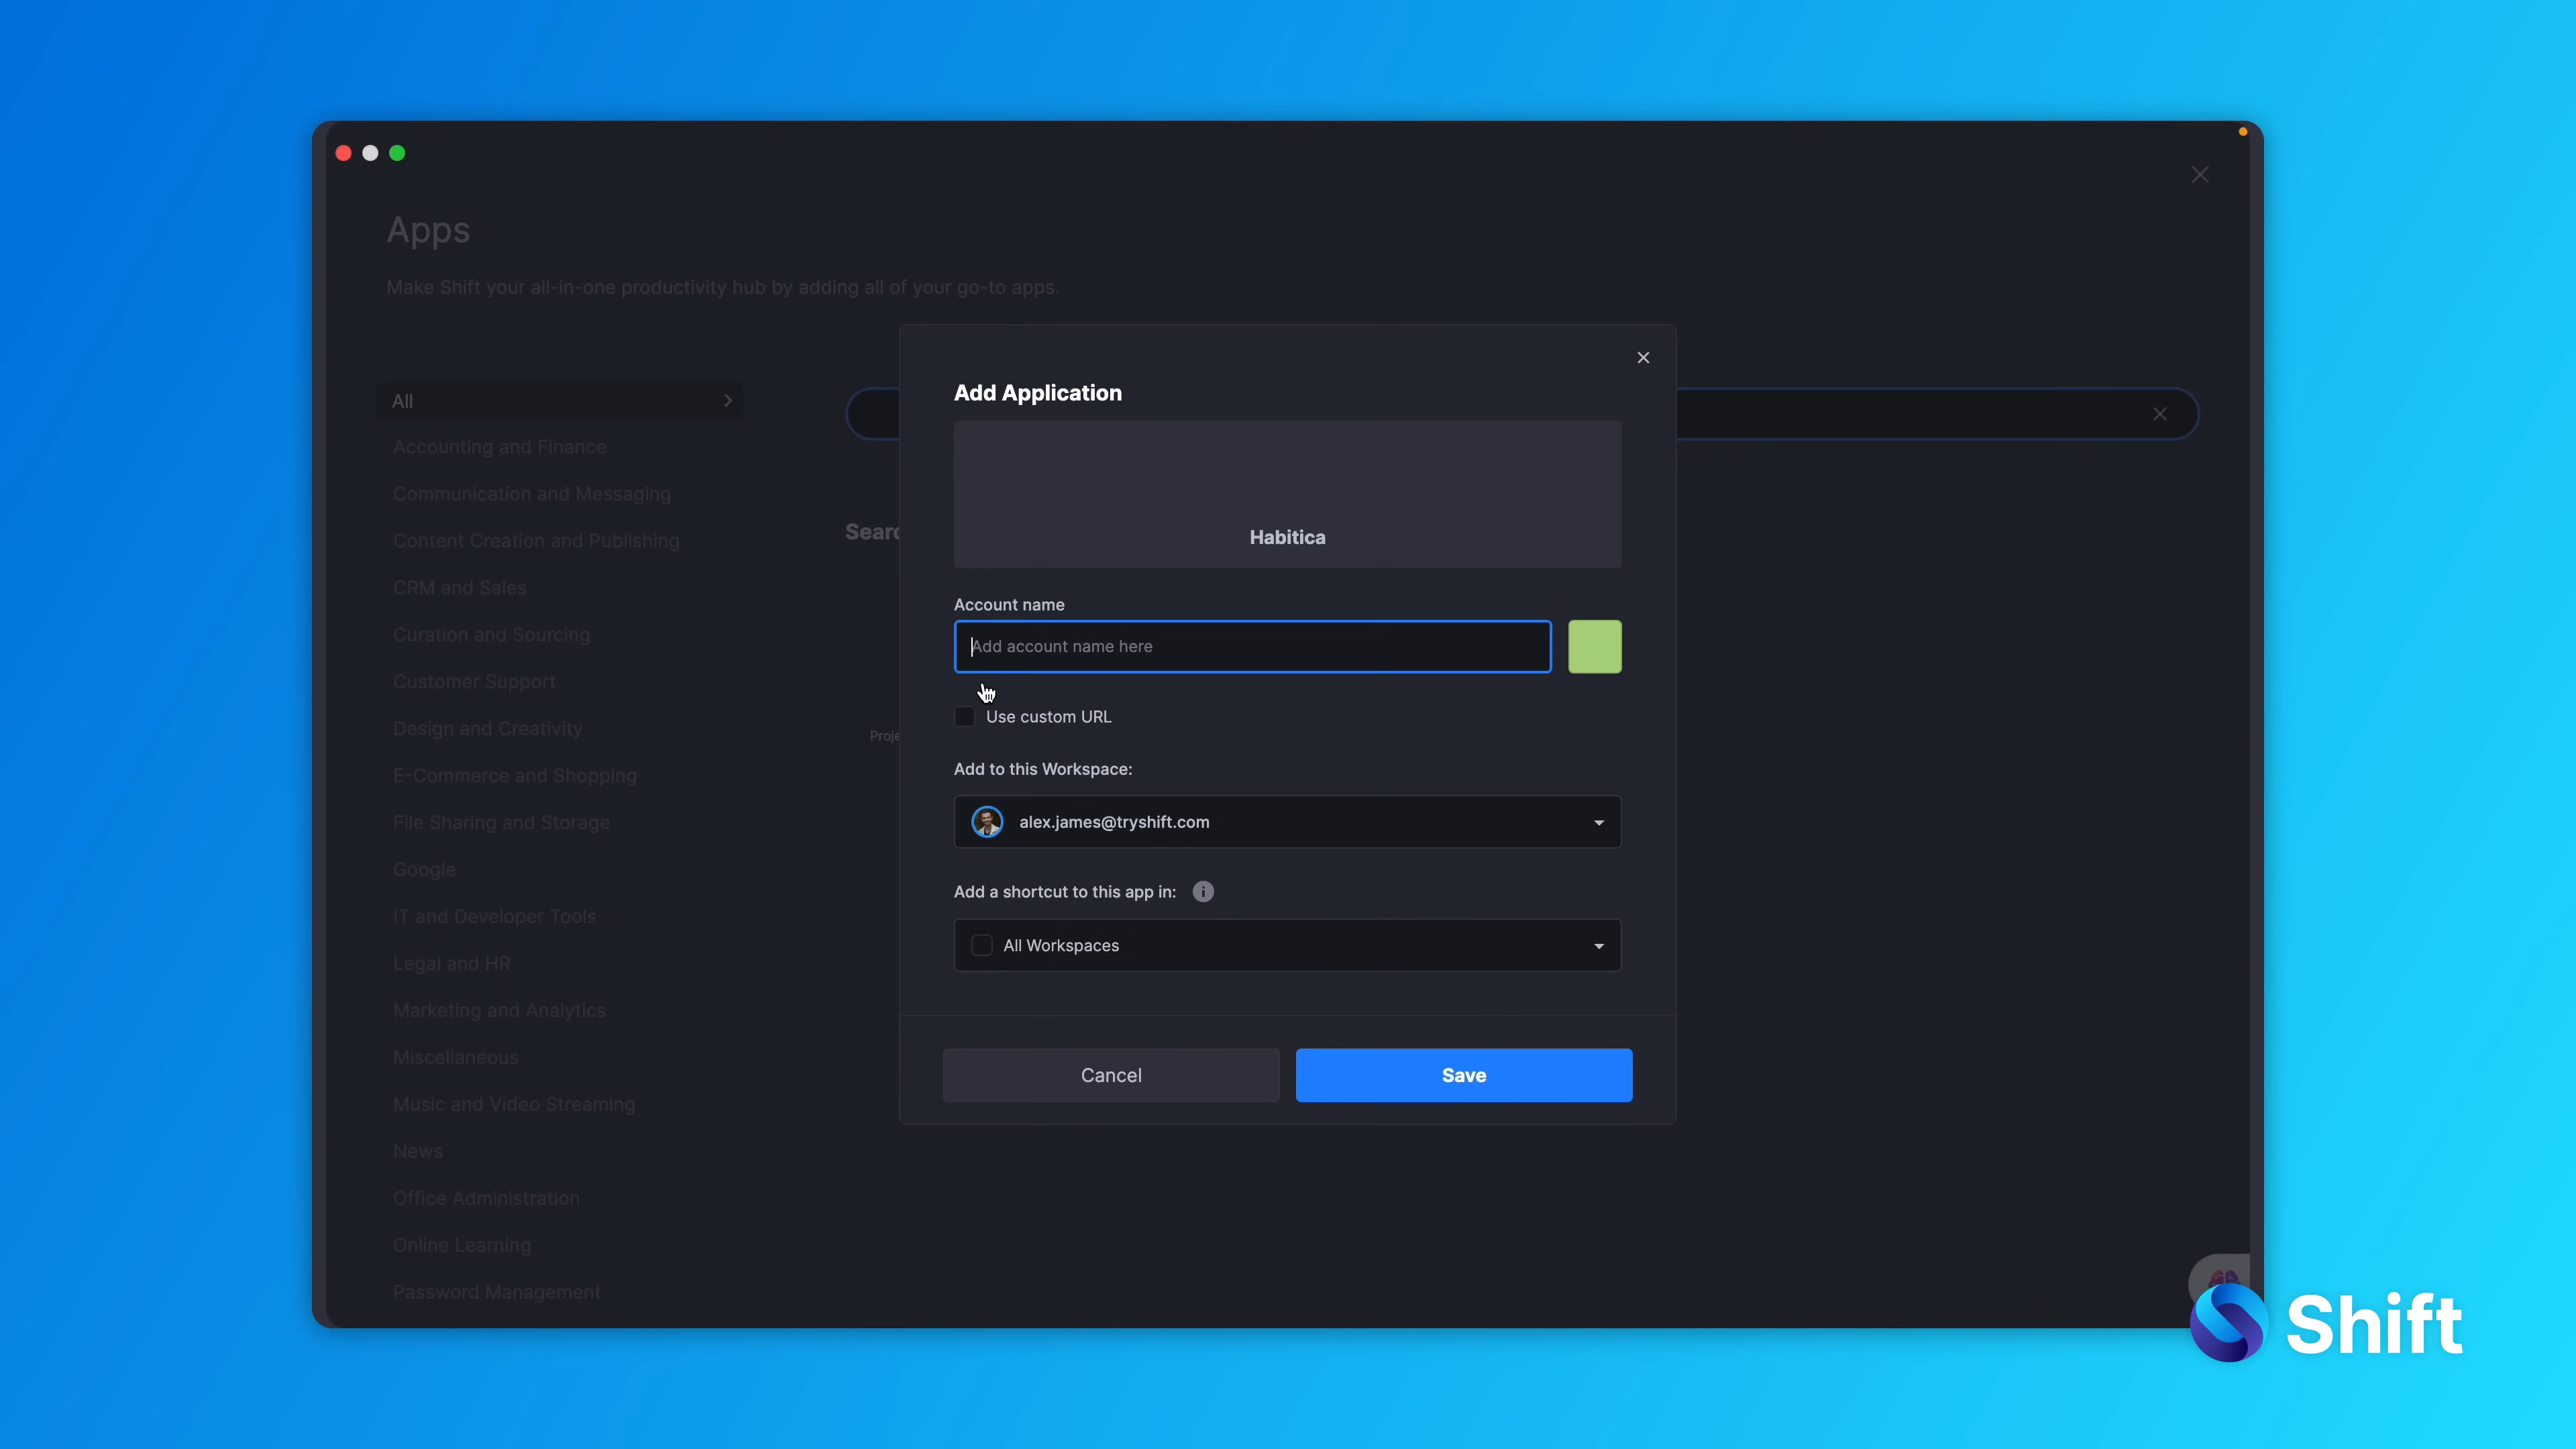 Apps
Make Shift your all-in-one productivity hub by adding all of your go-to apps.
All
Accounting and Finance
Communication and Messaging
Content Creation and Publishing
CRM and Sales
Curation and Sourcing
Customer Support
Design and Creativity
E-Commerce and Shopping
File Sharing and Storage
Google
IT and Developer Tools
Legal and HR
Marketing and Analytics
Miscellaneous
Music and Video Streaming
News
Office Administration
Online Learning
Password Management
Searc
Proje
Add Application
Habitica
Account name
Add account name here
Use custom URL
Add to this Workspace:
alex.james@tryshift.com
Add a shortcut to this app in:
All Workspaces
Cancel
Save
Shift